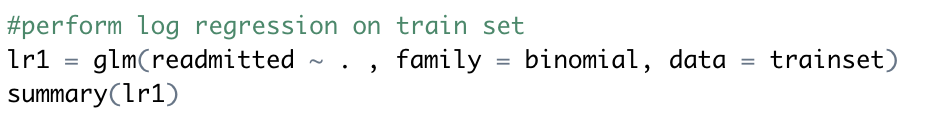 #perform log regression on train set
lr1 = glm(readmitted ~ . , family = binomial, data = trainset)
summary(lr1)